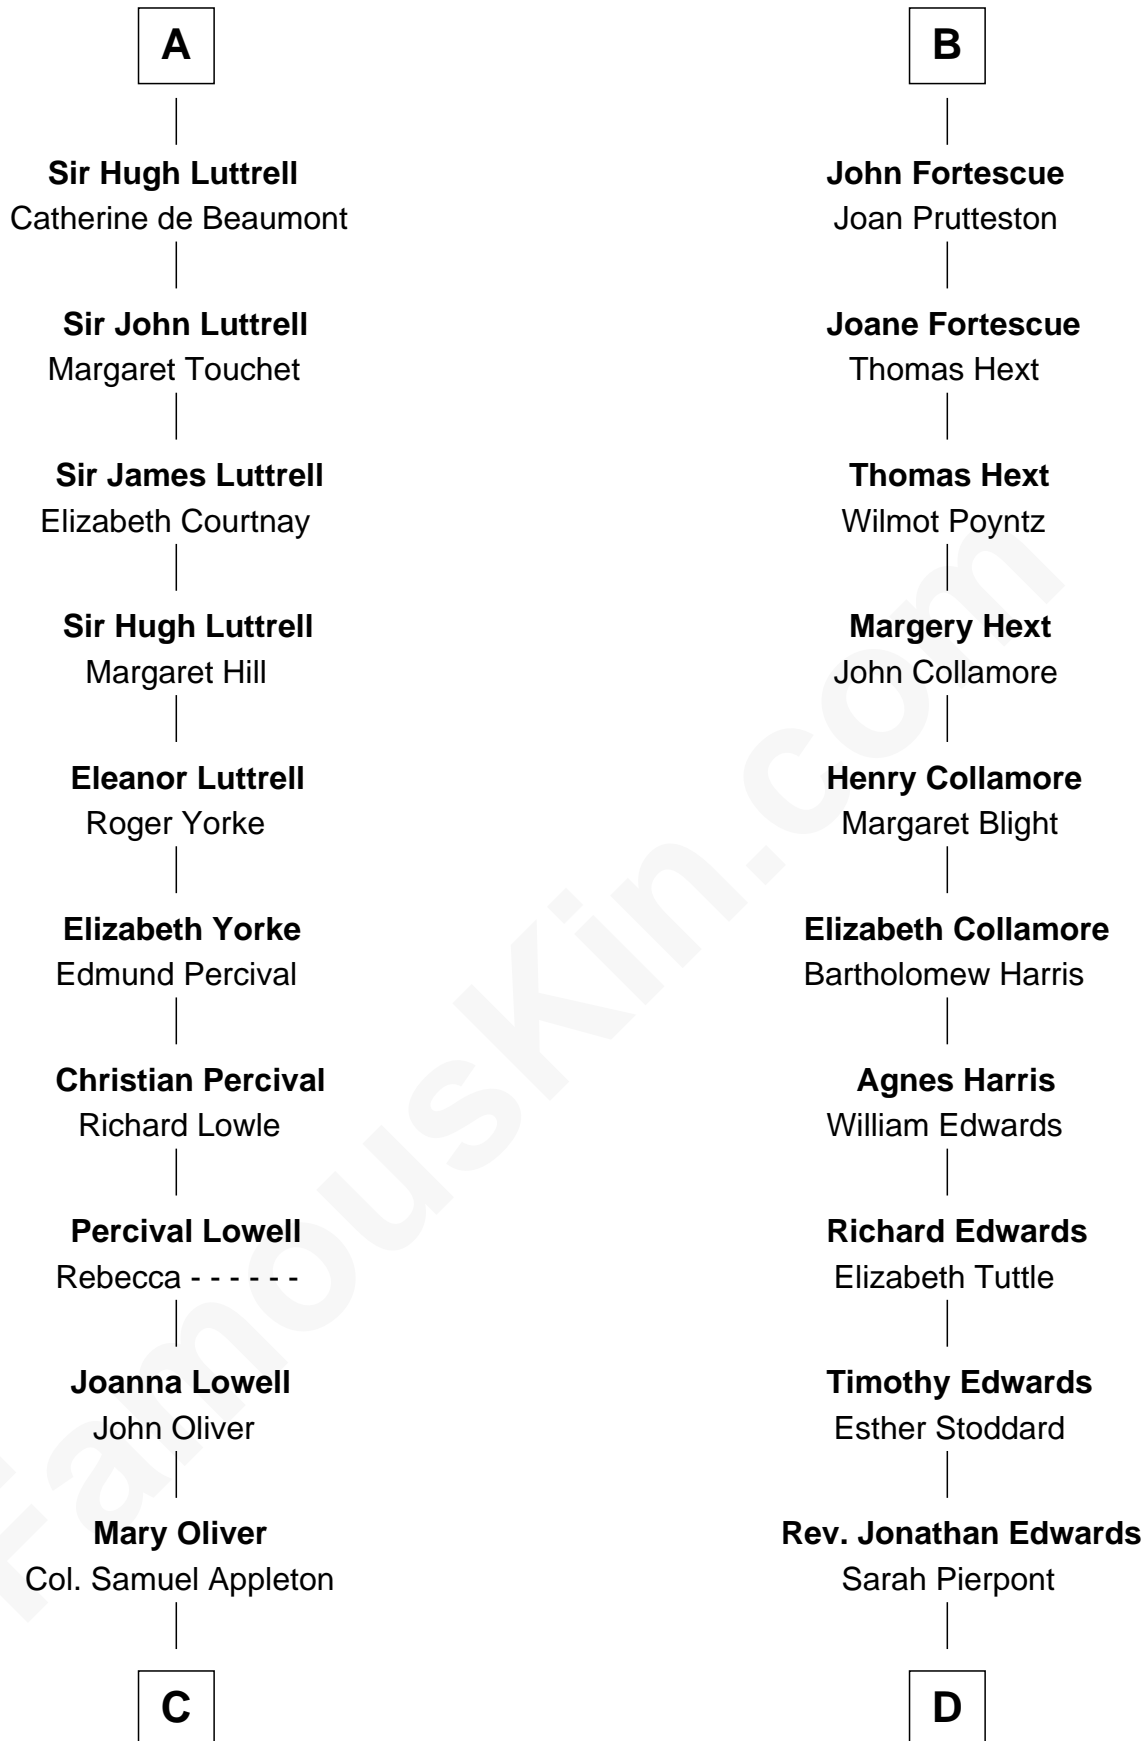 A
Sir Hugh Luttrell
Catherine de Beaumont
Sir John Luttrell
Margaret Touchet
Sir James Luttrell
Elizabeth Courtnay
Sir Hugh Luttrell
Margaret Hill
Eleanor Luttrell
Roger Yorke
Elizabeth Yorke
Edmund Percival
Christian Percival
Richard Lowle
Percival Lowell
Rebecca - - - - - -
Joanna Lowell
John Oliver
Mary Oliver
Col. Samuel Appleton
C
B
John Fortescue
Joan Prutteston
Joane Fortescue
Thomas Hext
Thomas Hext
Wilmot Poyntz
Margery Hext
John Collamore
Henry Collamore
Margaret Blight
Elizabeth Collamore
Bartholomew Harris
Agnes Harris
William Edwards
Richard Edwards
Elizabeth Tuttle
Timothy Edwards
Esther Stoddard
Rev. Jonathan Edwards
Sarah Pierpont
D
FamousKin.com